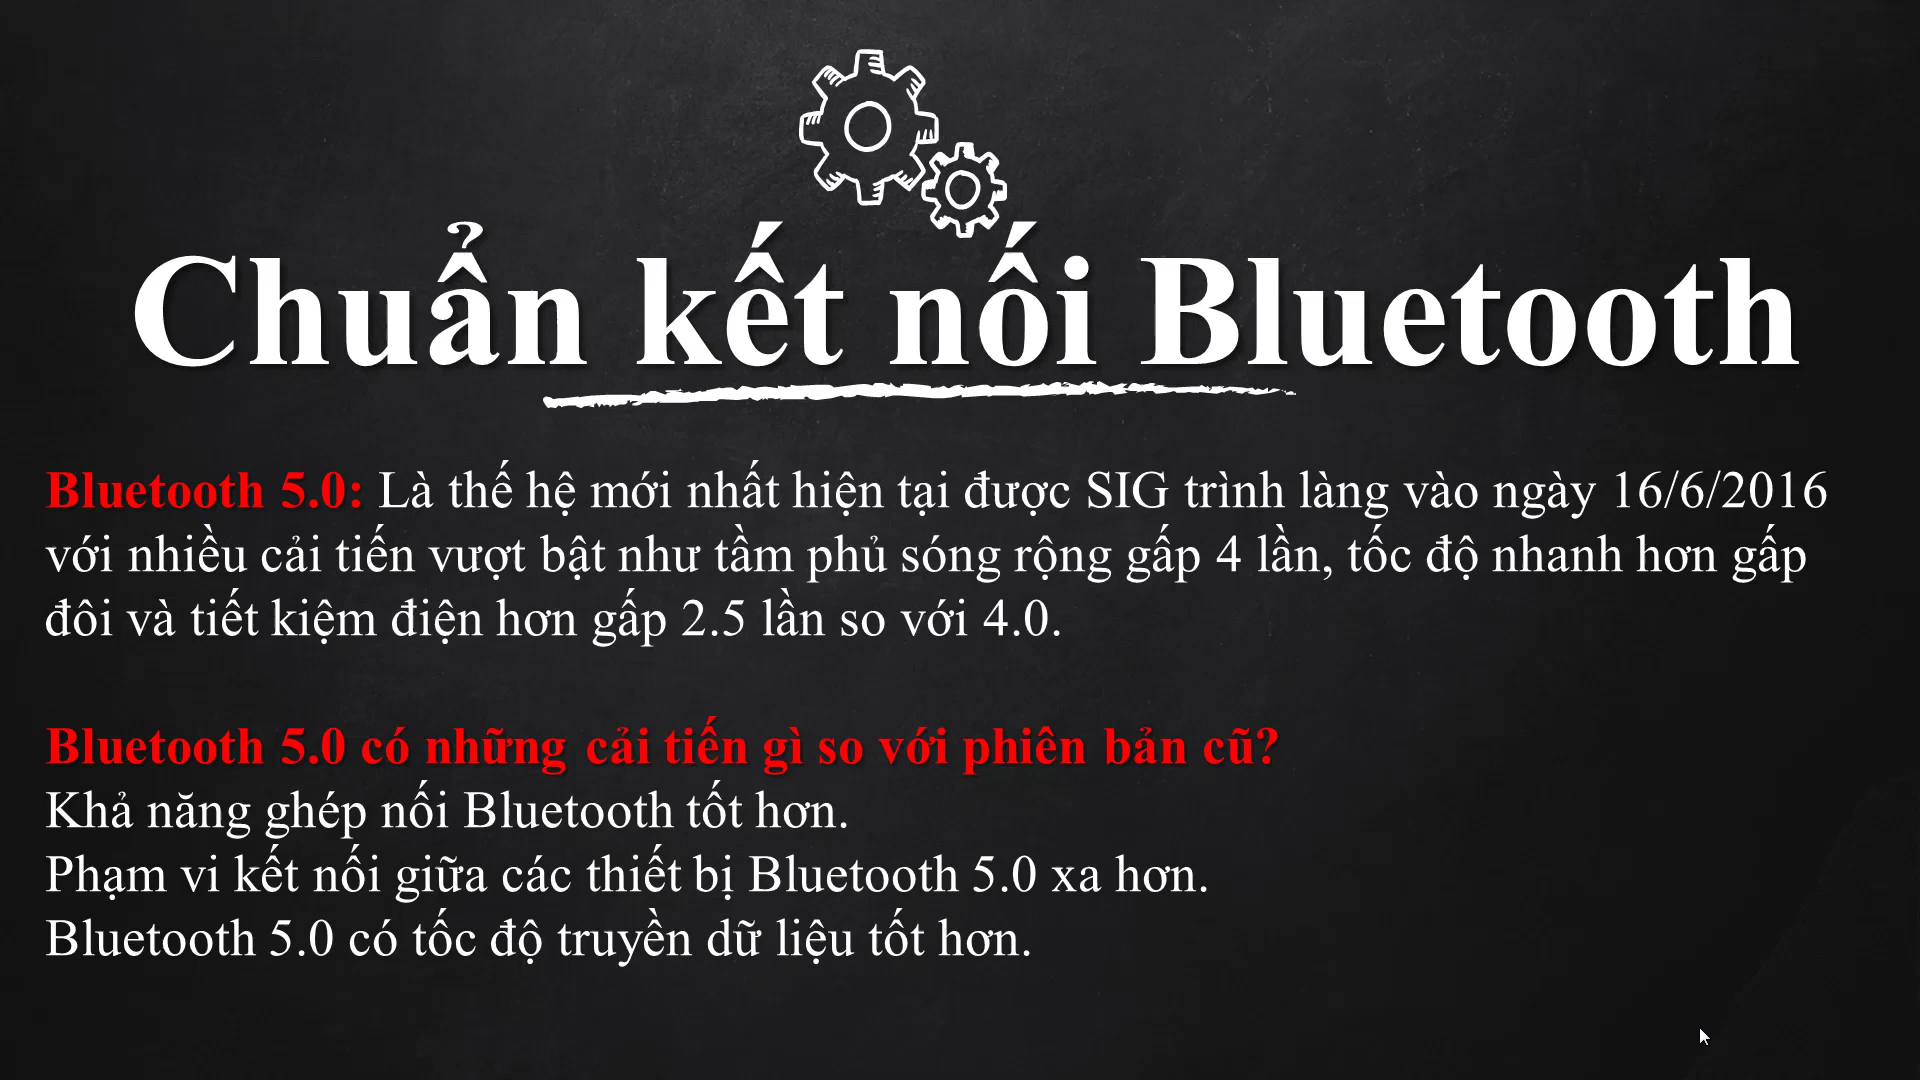 Chuẩn kết nối Bluetooth
Bluetooth 5.0: Là thế hệ mới nhất hiện tại được SIG trình làng vào ngày 16/6/2016
với nhiều cải tiến vượt bật như tầm phủ sóng rộng gấp 4 lần, tốc độ nhanh hơn gấp
đôi và tiết kiệm điện hơn gấp 2.5 lần so với 4.0.
Bluetooth 5.0 có những cải tiến gì so với phiên bản cũ?
Khả năng ghép nối Bluetooth tốt hơn.
Phạm vi kết nối giữa các thiết bị Bluetooth 5.0 xa hơn.
Bluetooth 5.0 có tốc độ truyền dữ liệu tốt hơn.